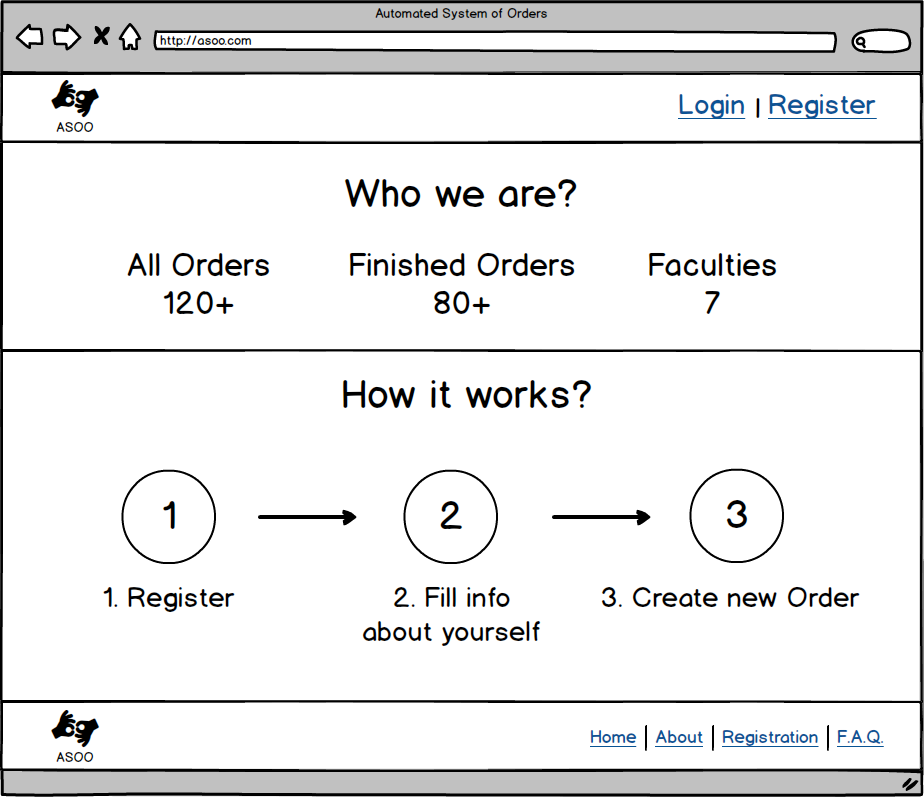 Automated System of Orders
http://asoo.com
ASOO
Login | Register
Who we are?
All Orders
120+
Finished Orders
80+
Faculties
7
How it works?
1
2
3
1. Register
2. Fill info
about yourself
3. Create new Order
ASOO
Home | About | Registration | F.A.Q.